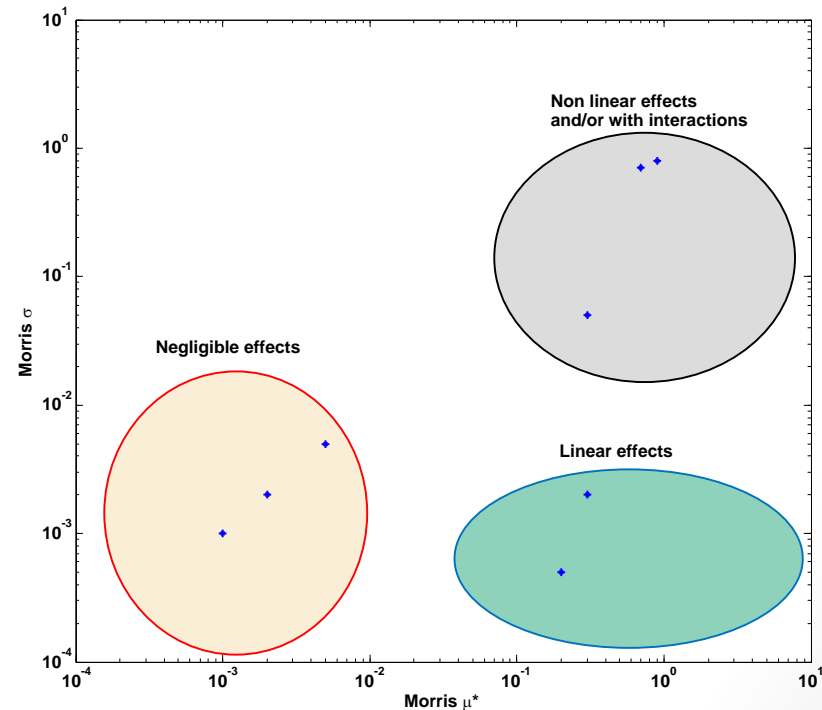 10^1
Non linear effects
and/or with interactions
10^0
10^-1
Morris σ
Negligible effects
10^-2
Linear effects
10^-3
10^-4
10^-4 10^-3 10^-2 10^-1 10^0 10^1
Morris μ*